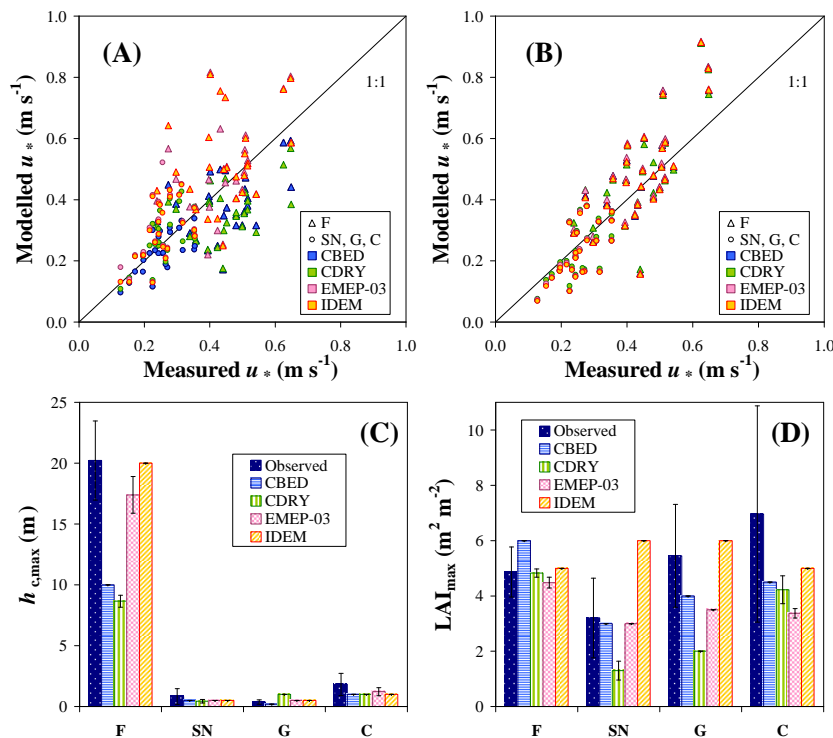 (A)
1.0
0.8
0.6
0.4
0.2
0.0
Modelled u * (m s-1)
1:1
F
SN, G, C
CBED
CDRY
EMEP-03
IDEM
0.0 0.2 0.4 0.6 0.8 1.0
Measured u * (m s-1)
(B)
1.0
0.8
0.6
0.4
0.2
0.0
Modelled u * (m s-1)
1:1
F
SN, G, C
CBED
CDRY
EMEP-03
IDEM
0.0 0.2 0.4 0.6 0.8 1.0
Measured u * (m s-1)
(C)
25
20
15
10
5
0
h c,max (m)
Observed
CBED
CDRY
EMEP-03
IDEM
F SN G C
(D)
10
8
6
4
2
0
LAImax (m2 m-2)
Observed
CBED
CDRY
EMEP-03
IDEM
F SN G C